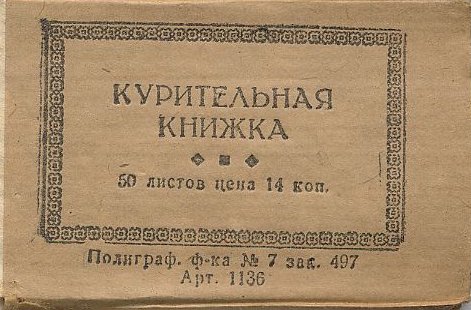 КУРИТЕЛЬНАЯ
КНИЖКА
50 листов цена 14 коп.
Полиграф. ф-ка № 7 зак. 497
Арт. 1136